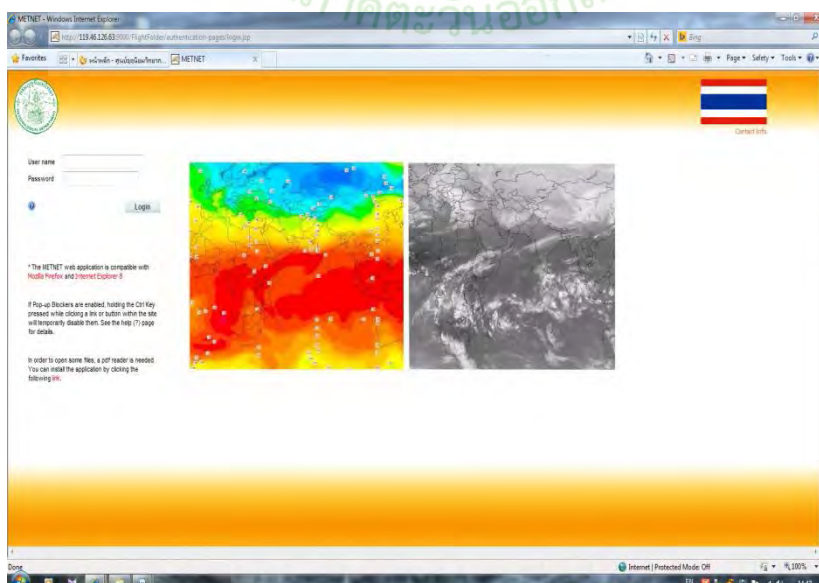 METNET - Windows Internet Explorer
http://119.46.126.63:9000/FlightFolder/authentication-pages/login.jsp
Bing
Favorites
METNET
Page
Safety
Tools
Contact Info
User name
Password
Login
* The METNET web application is compatible with
Mozilla Firefox and Internet Explorer 8
If Pop-up Blockers are enabled, holding the Ctrl Key
pressed while clicking a link or button within the site
will temporarily disable them. See the help (?) page
for details.
In order to open some files, a pdf reader is needed.
You can install the application by clicking the
following link.
Done
Internet | Protected Mode: Off
100%
EN